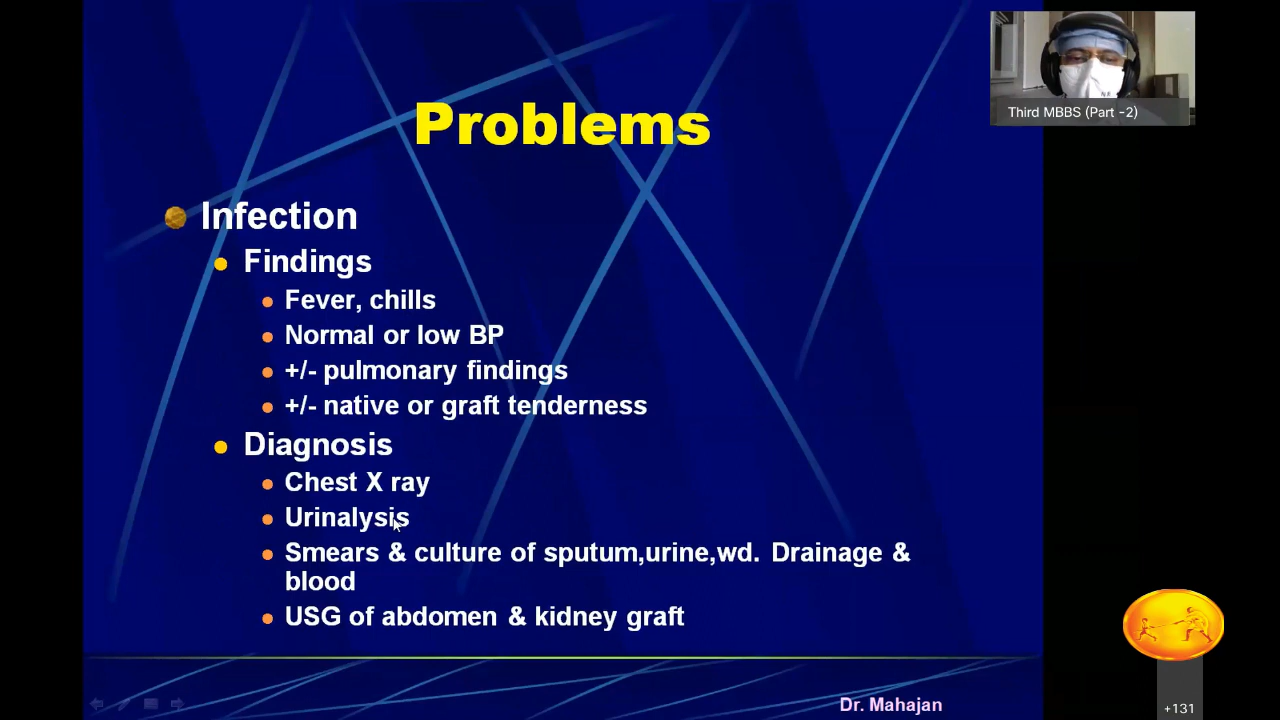 Third MBBS (Part -2)
Problems
Infection
Findings
Fever, chills
Normal or low BP
+/- pulmonary findings
+/- native or graft tenderness
Diagnosis
Chest X ray
Urinalysis
Smears & culture of sputum,urine,wd. Drainage &
blood
USG of abdomen & kidney graft
Dr. Mahajan
+131